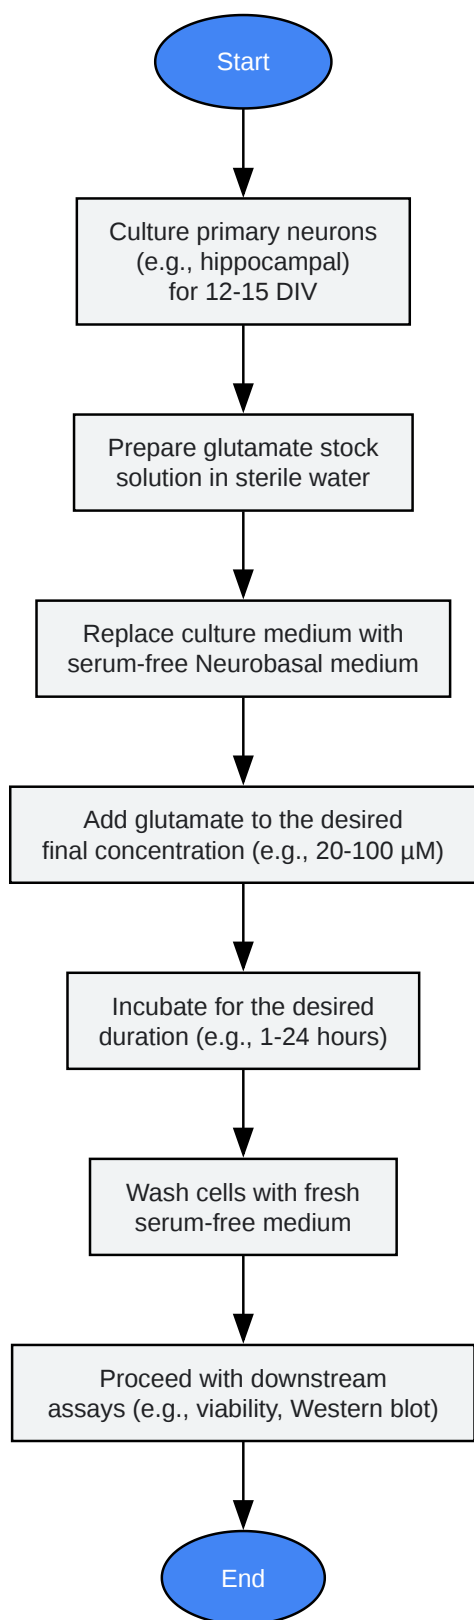 Start
Culture primary neurons
(e.g., hippocampal)
for 12-15 DIV
Prepare glutamate stock
solution in sterile water
Replace culture medium with
serum-free Neurobasal medium
Add glutamate to the desired
final concentration (e.g., 20-100 µM)
Incubate for the desired
duration (e.g., 1-24 hours)
Wash cells with fresh
serum-free medium
Proceed with downstream
assays (e.g., viability, Western blot)
End